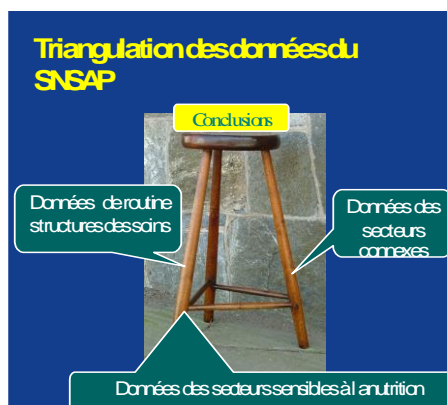 Triangulation des données du
SNSAP
Conclusions
Données de routine
structures des soins
Données des
secteurs
connexes
Données des secteurs sensibles à la nutrition